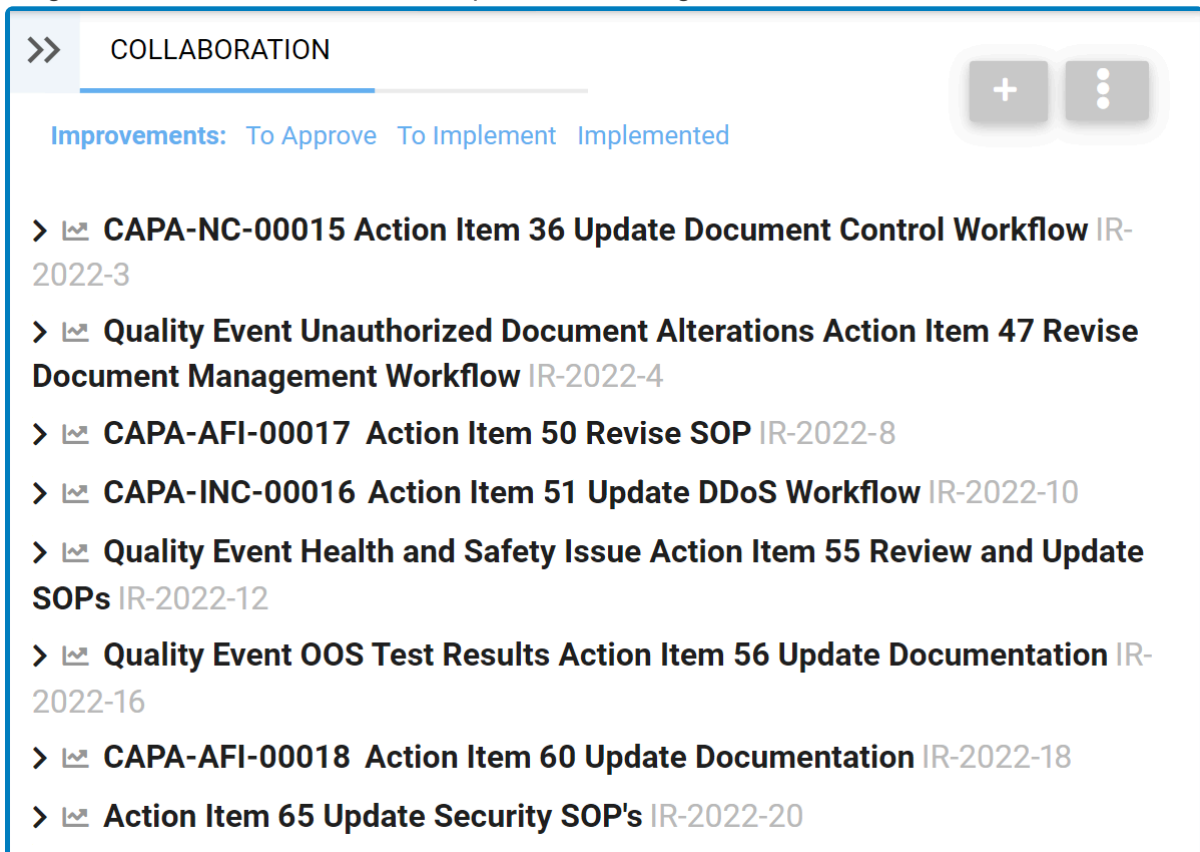 COLLABORATION
Improvements: To Approve To Implement Implemented
CAPA-NC-00015 Action Item 36 Update Document Control Workflow IR-
2022-3
Quality Event Unauthorized Document Alterations Action Item 47 Revise
Document Management Workflow IR-2022-4
CAPA-AFI-00017 Action Item 50 Revise SOP IR-2022-8
CAPA-INC-00016 Action Item 51 Update DDoS Workflow IR-2022-10
Quality Event Health and Safety Issue Action Item 55 Review and Update
SOPs IR-2022-12
Quality Event OOS Test Results Action Item 56 Update Documentation IR-
2022-16
CAPA-AFI-00018 Action Item 60 Update Documentation IR-2022-18
Action Item 65 Update Security SOP's IR-2022-20